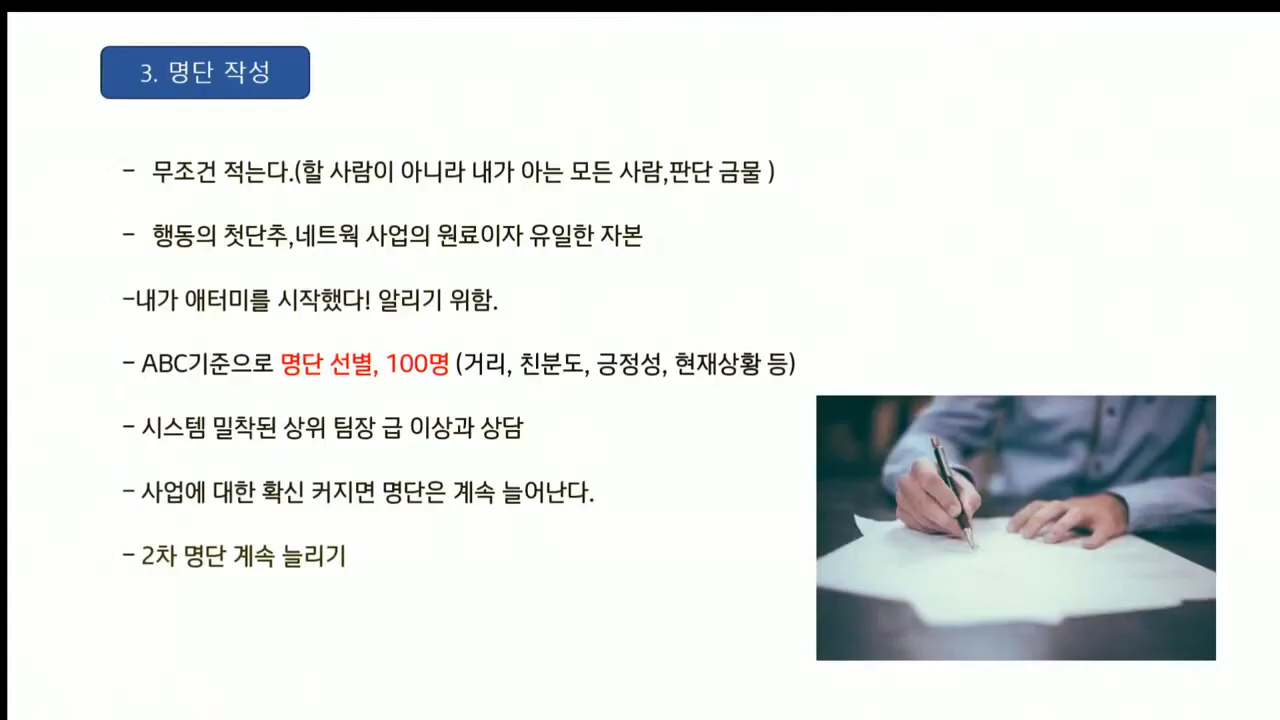 3. 명단 작성
- 무조건 적는다.(할 사람이 아니라 내가 아는 모든 사람,판단 금물 )
- 행동의 첫단추,네트웍 사업의 원료이자 유일한 자본
-내가 애터미를 시작했다! 알리기 위함.
- ABC기준으로 명단 선별, 100명 (거리, 친분도, 긍정성, 현재상황 등)
- 시스템 밀착된 상위 팀장 급 이상과 상담
- 사업에 대한 확신 커지면 명단은 계속 늘어난다.
- 2차 명단 계속 늘리기